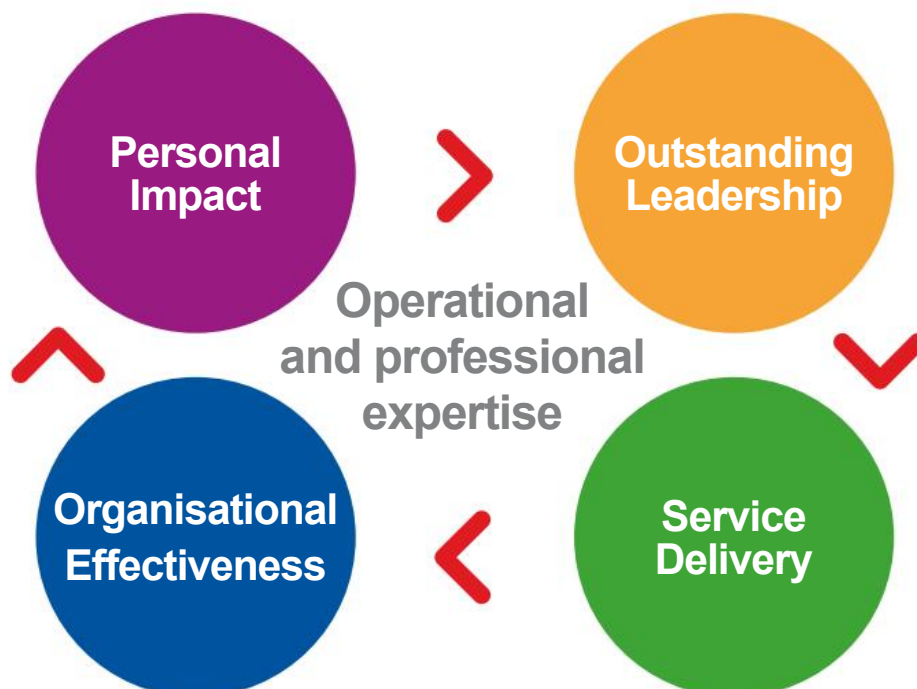 Personal
Impact
Outstanding
Leadership
Operational
and professional
expertise
Organisational
Effectiveness
Service
Delivery